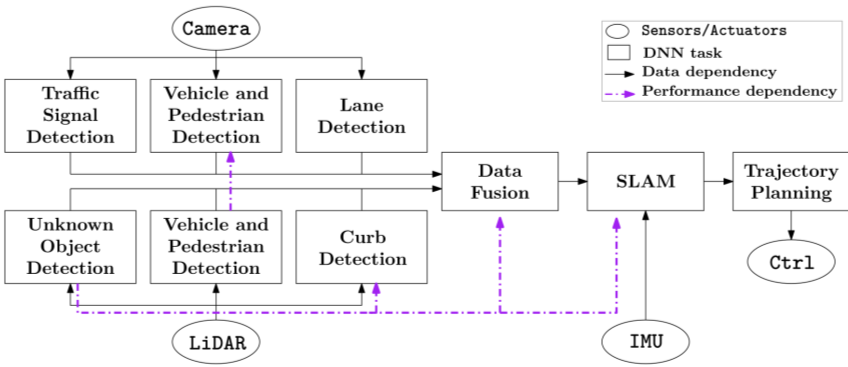 Camera
Sensors/Actuators
DNN task
Data dependency
Performance dependency
Traffic
Signal
Detection
Vehicle and
Pedestrian
Detection
Lane
Detection
Data
Fusion
SLAM
Trajectory
Planning
Unknown
Object
Detection
Vehicle and
Pedestrian
Detection
Curb
Detection
Ctrl
LiDAR
IMU